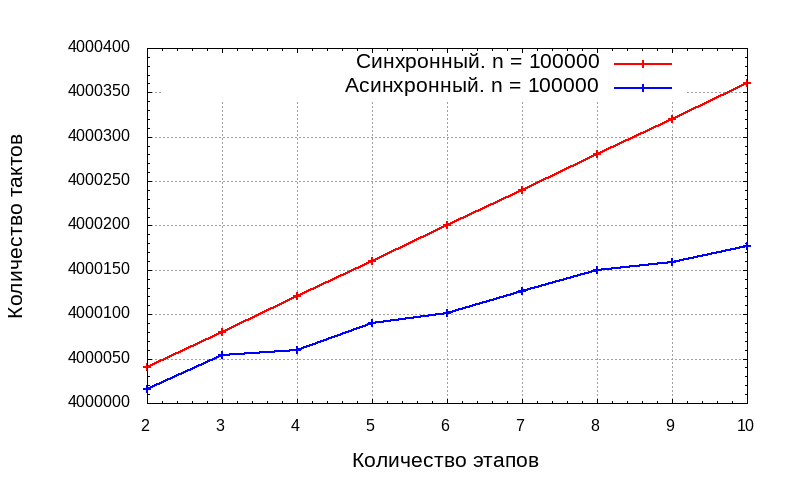 4000400
4000350
4000300
4000250
4000200
4000150
4000100
4000050
4000000
Количество тактов
Синхронный. n = 100000
Асинхронный. n = 100000
2 3 4 5 6 7 8 9 10
Количество этапов